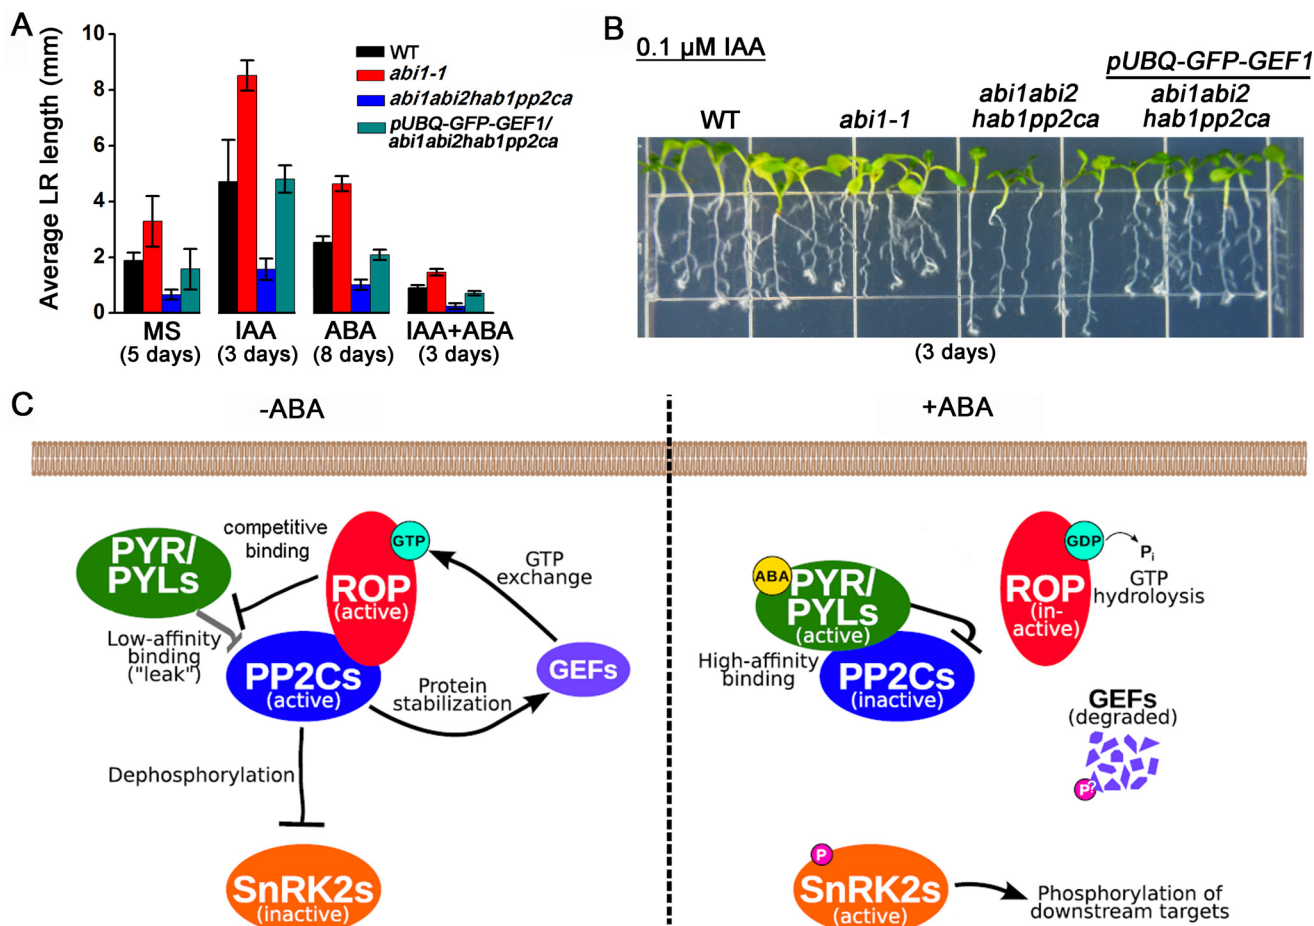 A
Average LR length (mm)
10
8
6
4
2
0
WT
abi1-1
abi1abi2hab1pp2ca
pUBQ-GFP-GEF1/
abi1abi2hab1pp2ca
MS
(5 days)
IAA
(3 days)
ABA
(8 days)
IAA+ABA
(3 days)
B
0.1 µM IAA
WT
abi1-1
abi1abi2
hab1pp2ca
pUBQ-GFP-GEF1
abi1abi2
hab1pp2ca
(3 days)
C
-ABA
PYR/
PYLs
competitive
binding
ROP
(active)
GTP
GTP
exchange
Low-affinity
binding
("leak")
PP2Cs
(active)
Protein
stabilization
GEFs
Dephosphorylation
SnRK2s
(inactive)
+ABA
ABA
PYR/
PYLs
(active)
High-affinity
binding
PP2Cs
(inactive)
ROP
(in-
active)
GDP
Pi
GTP
hydroloysis
GEFs
(degraded)
P?
P
SnRK2s
(active)
Phosphorylation of
downstream targets